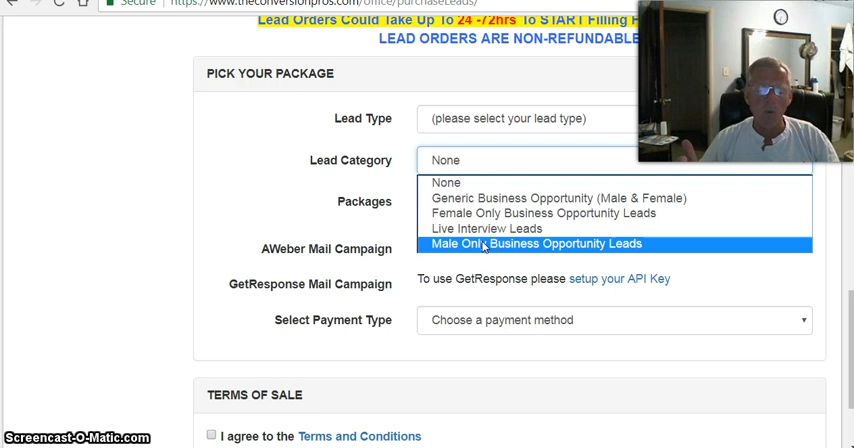 Secure https://www.theconversionpros.com/office/purchaseLeads/
Lead Orders Could Take Up To 24 -72hrs To START Filling
LEAD ORDERS ARE NON-REFUNDABLE
PICK YOUR PACKAGE
Lead Type (please select your lead type)
Lead Category None
None
Generic Business Opportunity (Male & Female)
Packages
Female Only Business Opportunity Leads
Live Interview Leads
Male Only Business Opportunity Leads
AWeber Mail Campaign
GetResponse Mail Campaign To use GetResponse please setup your API Key
Select Payment Type Choose a payment method
TERMS OF SALE
I agree to the Terms and Conditions
Screencast-O-Matic.com